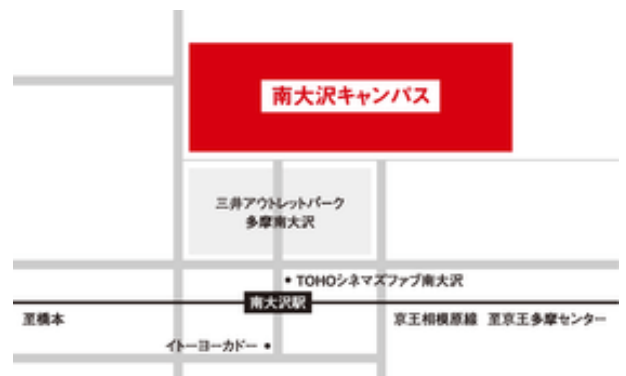 南大沢キャンパス
三井アウトレットパーク
多摩南大沢
TOHOシネマズファブ南大沢
南大沢駅
至橋本
京王相模原線 至京王多摩センター
イトーヨーカドー